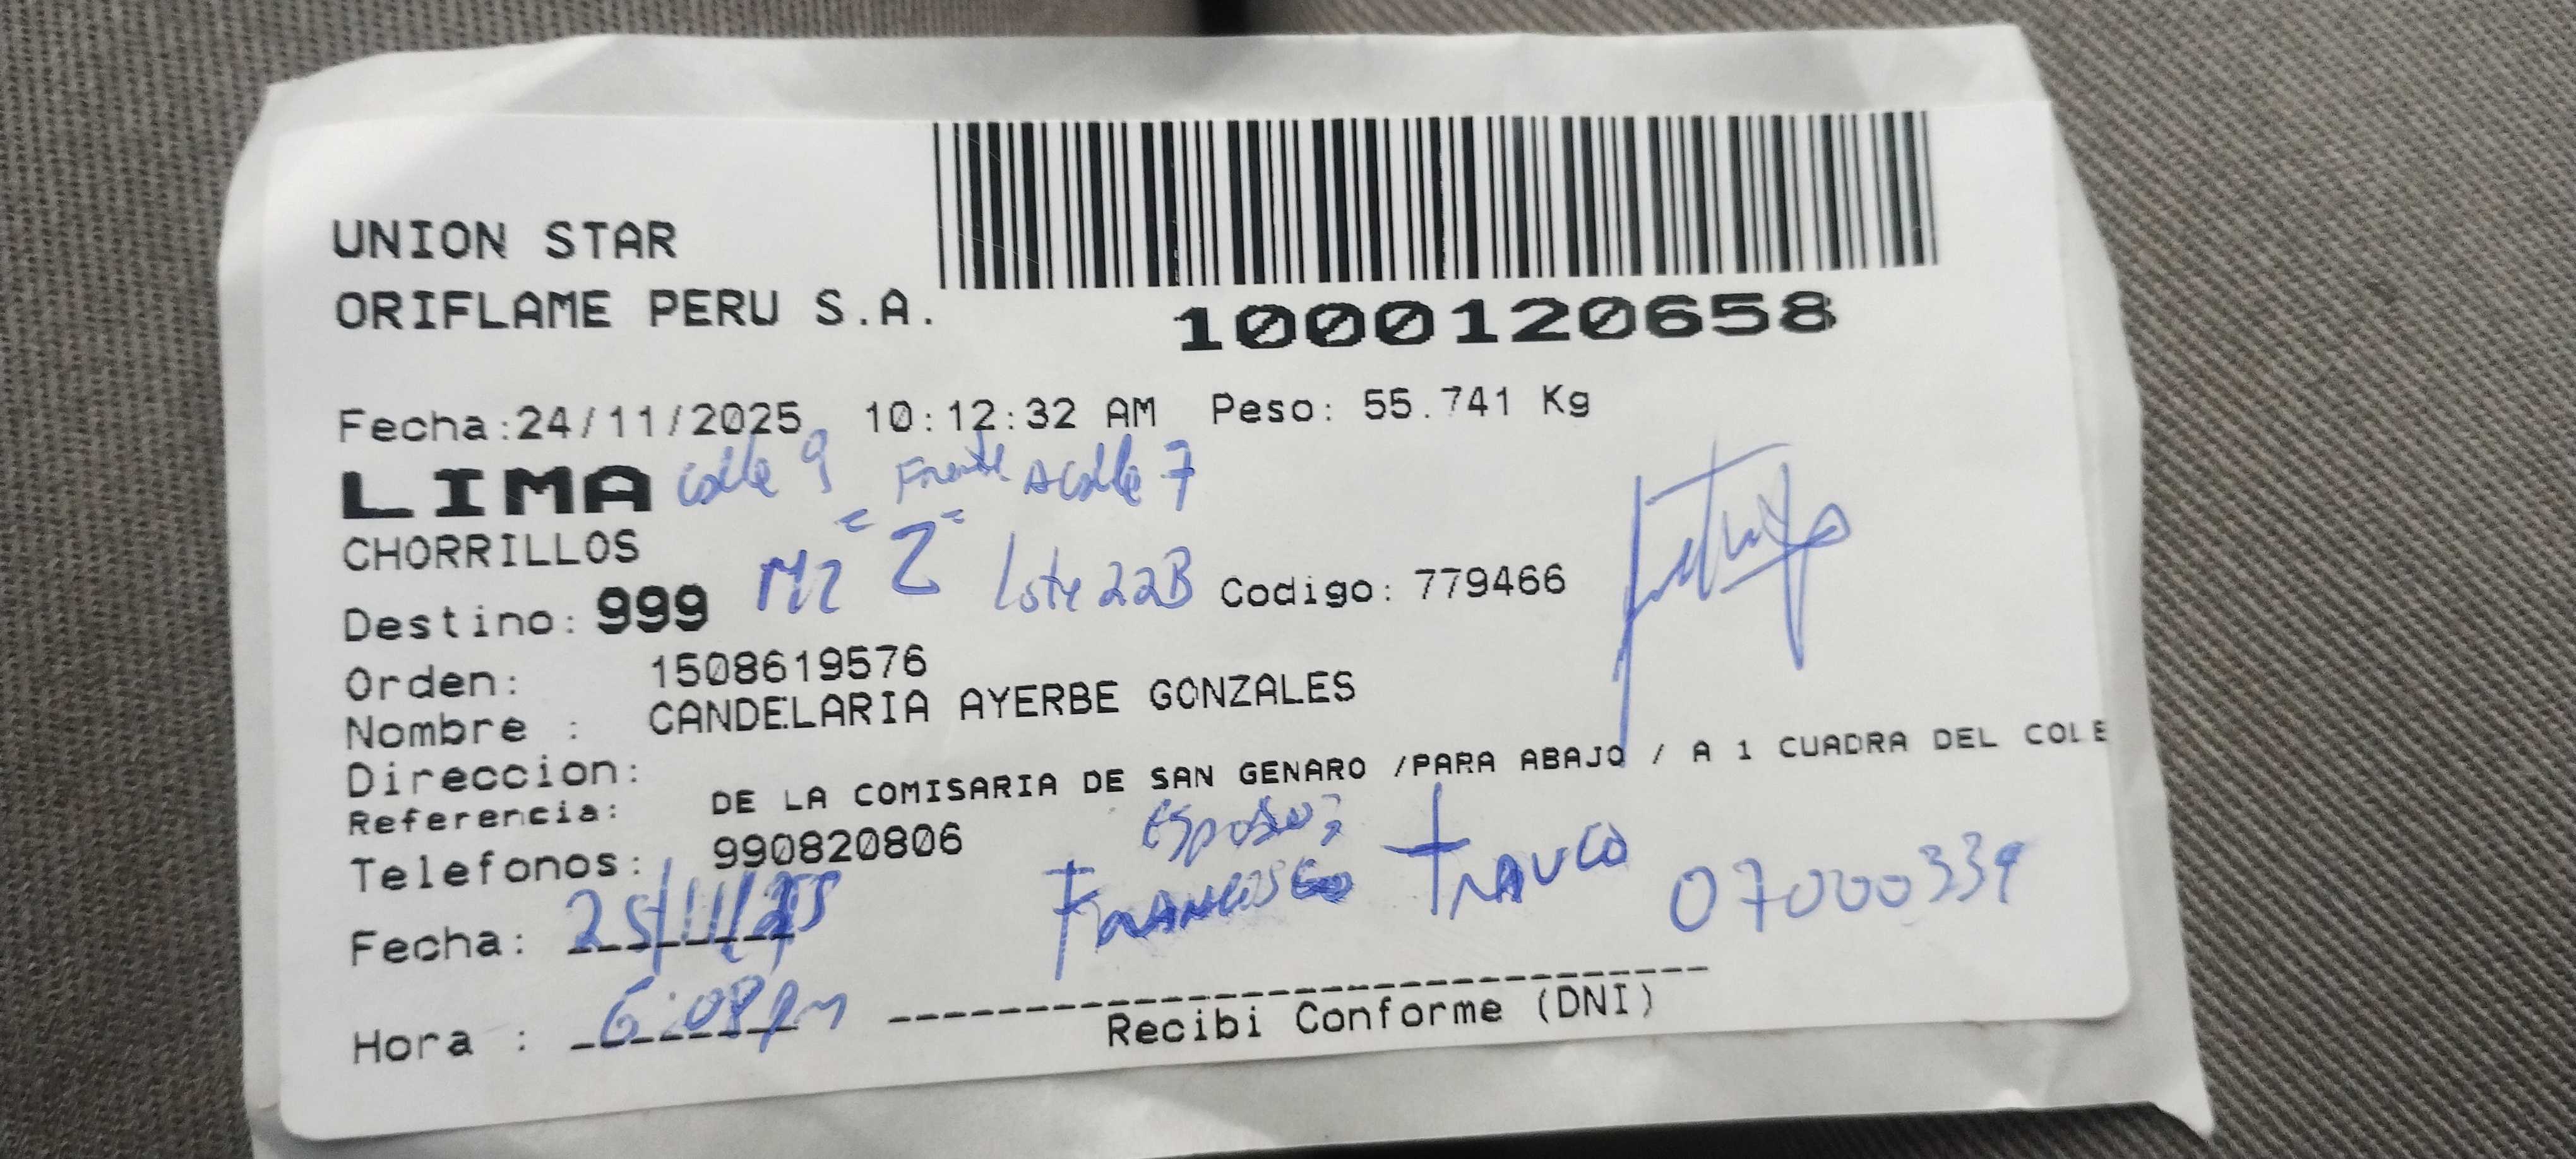 UNION STAR
ORIFLAME PERU S.A.
1000120658
Fecha:24/11/2025 10:12:32 AM Peso: 55.741 Kg
LIMA calle 9 Frente A calle 7
CHORRILLOS
Mz "Z" Lote 22B
Destino: 999 Codigo: 779466
Orden: 1508619576
Nombre : CANDELARIA AYERBE GONZALES
Direccion:
Referencia: DE LA COMISARIA DE SAN GENARO /PARA ABAJO / A 1 CUADRA DEL COLE
Telefonos: 990820806
esposo:
Francisco Trauco 07000339
Fecha: 25/11/25
Hora : 6:08pm
Recibi Conforme (DNI)